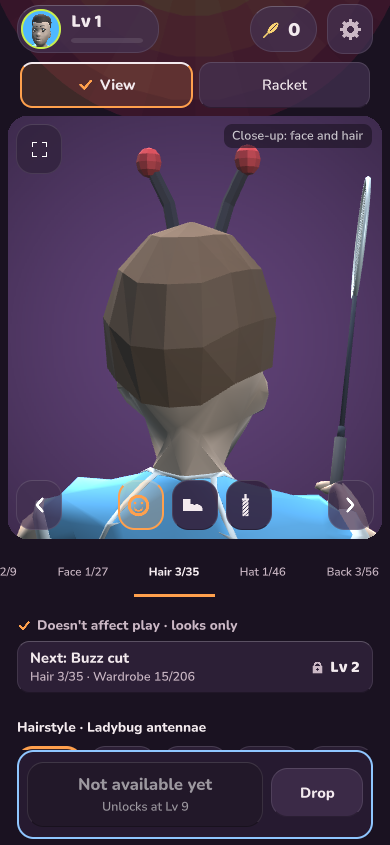 Lv 1
0
View
Racket
Close-up: face and hair
2/9
Face 1/27
Hair 3/35
Hat 1/46
Back 3/56
Doesn't affect play · looks only
Next: Buzz cut
Hair 3/35 · Wardrobe 15/206
Lv 2
Hairstyle · Ladybug antennae
Not available yet
Unlocks at Lv 9
Drop